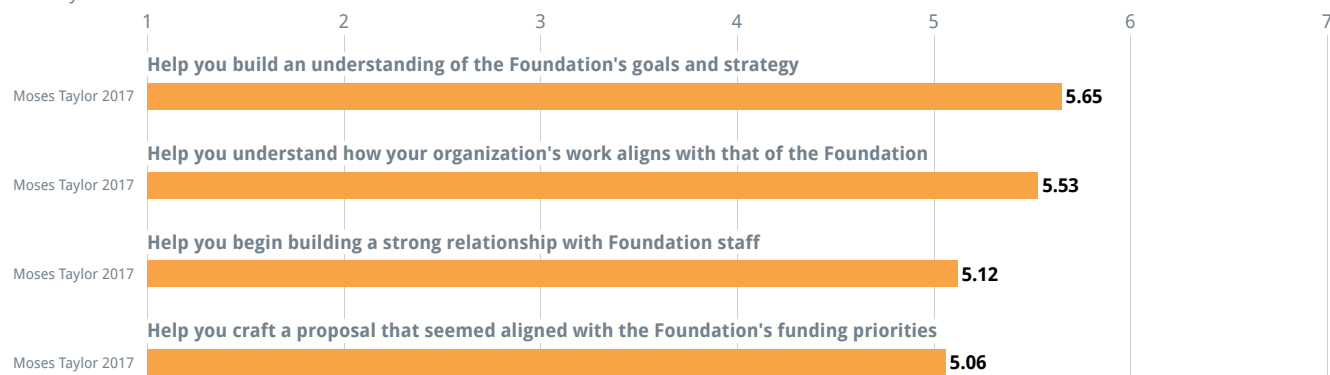 1 2 3 4 5 6 7
Help you build an understanding of the Foundation's goals and strategy
Moses Taylor 2017 5.65
Help you understand how your organization's work aligns with that of the Foundation
Moses Taylor 2017 5.53
Help you begin building a strong relationship with Foundation staff
Moses Taylor 2017 5.12
Help you craft a proposal that seemed aligned with the Foundation's funding priorities
Moses Taylor 2017 5.06